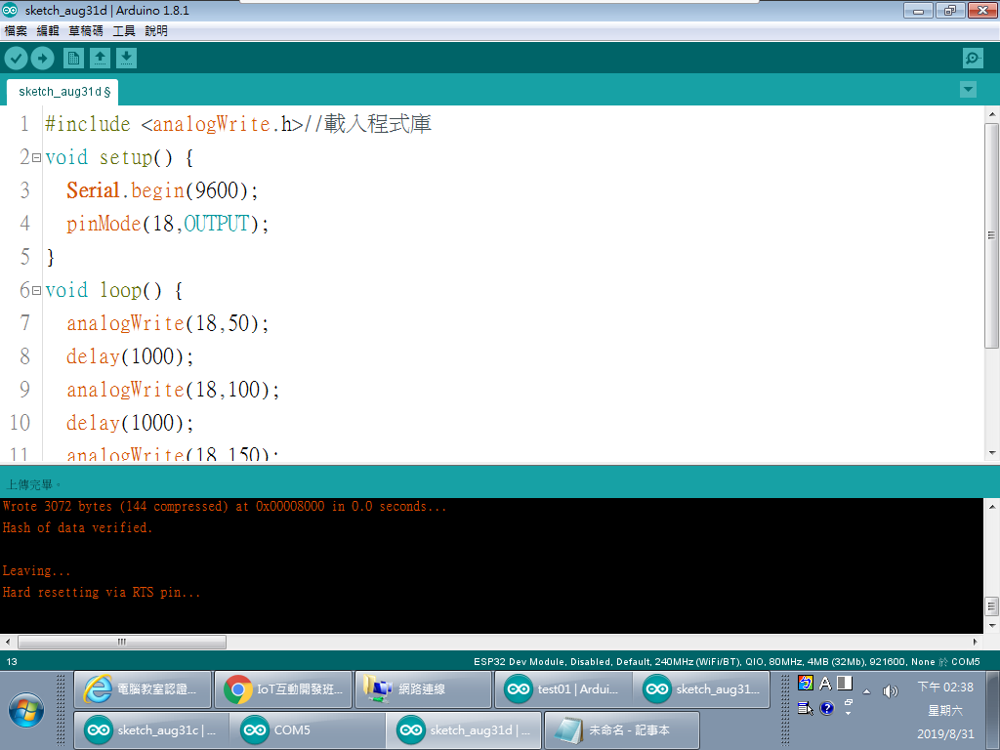 sketch_aug31d | Arduino 1.8.1
檔案 編輯 草稿碼 工具 說明
sketch_aug31d §
1 #include <analogWrite.h>//載入程式庫
2 void setup() {
3 Serial.begin(9600);
4 pinMode(18,OUTPUT);
5 }
6 void loop() {
7 analogWrite(18,50);
8 delay(1000);
9 analogWrite(18,100);
10 delay(1000);
11 analogWrite(18,150);
上傳完畢。
Wrote 3072 bytes (144 compressed) at 0x00008000 in 0.0 seconds...
Hash of data verified.
Leaving...
Hard resetting via RTS pin...
13 ESP32 Dev Module, Disabled, Default, 240MHz (WiFi/BT), QIO, 80MHz, 4MB (32Mb), 921600, None 於 COM5
電腦教室認證... IoT互動開發班... 網路連線 test01 | Ardui... sketch_aug31...
sketch_aug31c | ... COM5 sketch_aug31d | ... 未命名 - 記事本
A
下午 02:38
星期六
2019/8/31